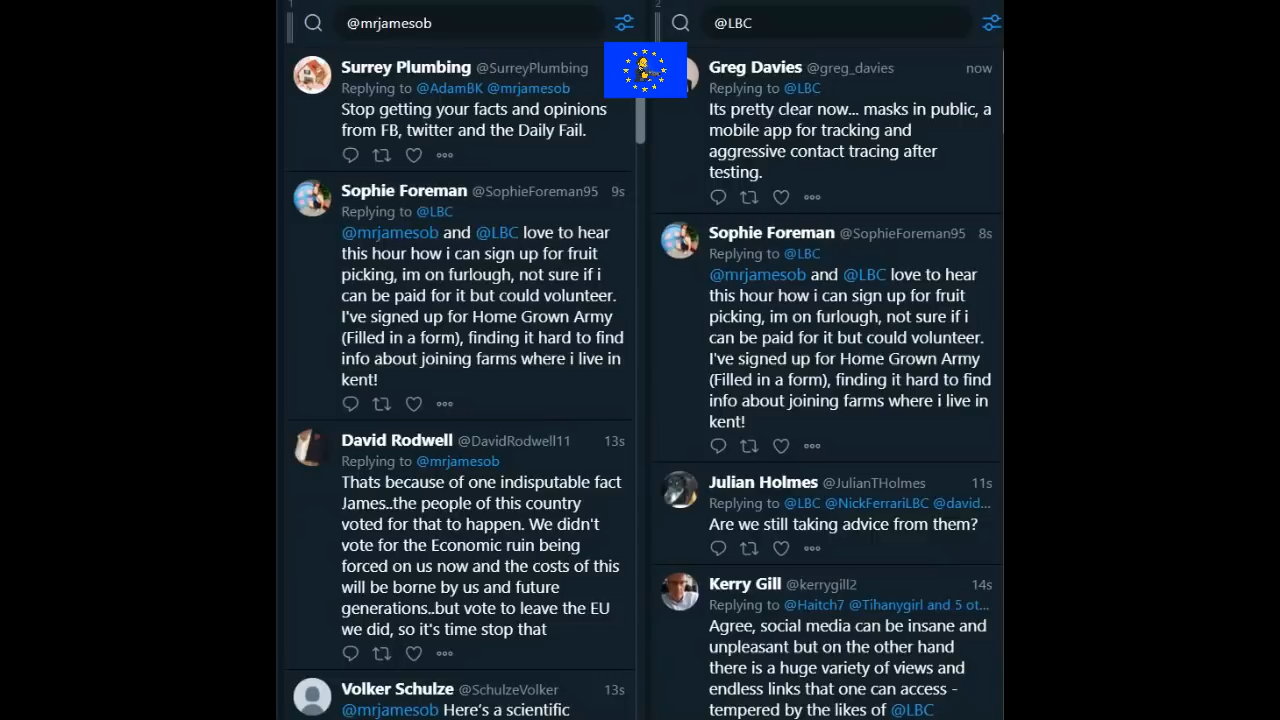 1
@mrjamesob
Surrey Plumbing @SurreyPlumbing
Replying to @AdamBK @mrjamesob
Stop getting your facts and opinions
from FB, twitter and the Daily Fail.
Sophie Foreman @SophieForeman95 9s
Replying to @LBC
@mrjamesob and @LBC love to hear
this hour how i can sign up for fruit
picking, im on furlough, not sure if i
can be paid for it but could volunteer.
I've signed up for Home Grown Army
(Filled in a form), finding it hard to find
info about joining farms where i live in
kent!
David Rodwell @DavidRodwell11 13s
Replying to @mrjamesob
Thats because of one indisputable fact
James..the people of this country
voted for that to happen. We didn't
vote for the Economic ruin being
forced on us now and the costs of this
will be borne by us and future
generations..but vote to leave the EU
we did, so it's time stop that
Volker Schulze @SchulzeVolker 13s
@mrjamesob Here's a scientific
2
@LBC
Greg Davies @greg_davies now
Replying to @LBC
Its pretty clear now... masks in public, a
mobile app for tracking and
aggressive contact tracing after
testing.
Sophie Foreman @SophieForeman95 8s
Replying to @LBC
@mrjamesob and @LBC love to hear
this hour how i can sign up for fruit
picking, im on furlough, not sure if i
can be paid for it but could volunteer.
I've signed up for Home Grown Army
(Filled in a form), finding it hard to find
info about joining farms where i live in
kent!
Julian Holmes @JulianTHolmes 11s
Replying to @LBC @NickFerrariLBC @david...
Are we still taking advice from them?
Kerry Gill @kerrygill2 14s
Replying to @Haitch7 @Tihanygirl and 5 ot...
Agree, social media can be insane and
unpleasant but on the other hand
there is a huge variety of views and
endless links that one can access -
tempered by the likes of @LBC